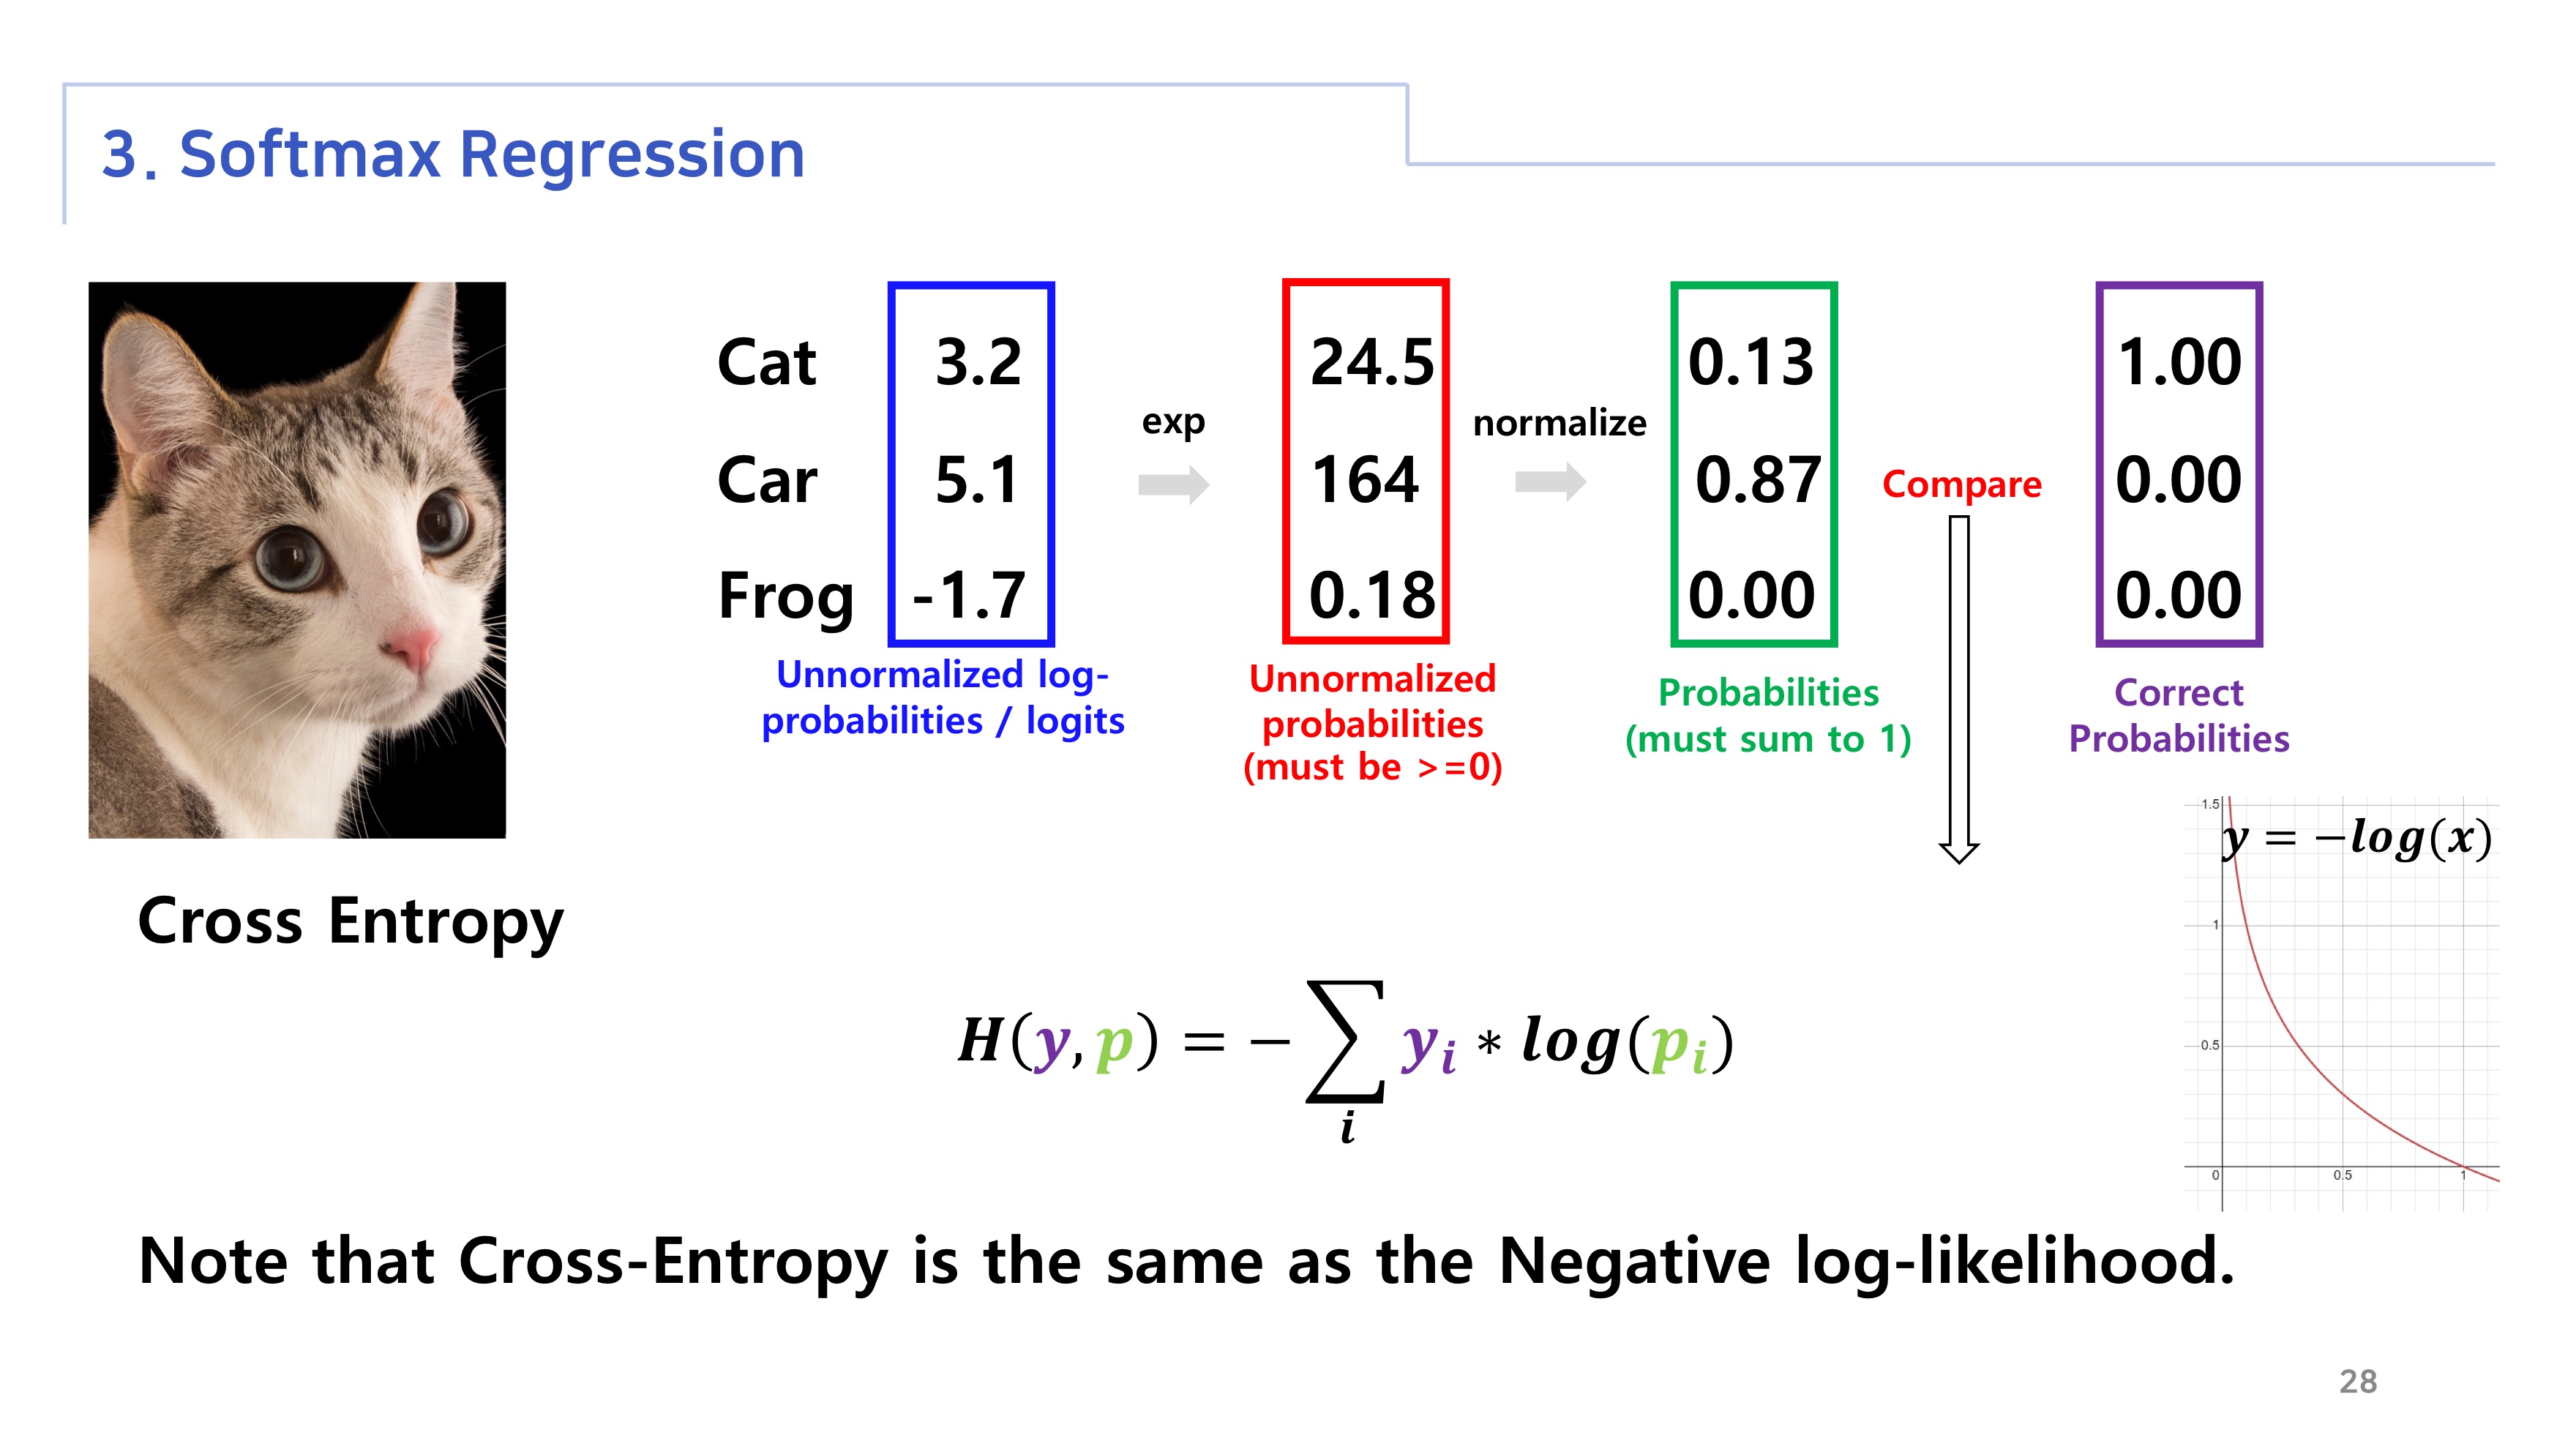 3. Softmax Regression
Cat 3.2 24.5 0.13 1.00
exp normalize
Car 5.1 164 0.87 Compare 0.00
Frog -1.7 0.18 0.00 0.00
Unnormalized log-
probabilities / logits
Unnormalized
probabilities
(must be >=0)
Probabilities
(must sum to 1)
Correct
Probabilities
1.5
y = −log(x)
1
0.5
0 0.5 1
Cross Entropy
H(y, p) = − ∑ y_i * log(p_i)
i
Note that Cross-Entropy is the same as the Negative log-likelihood.
28